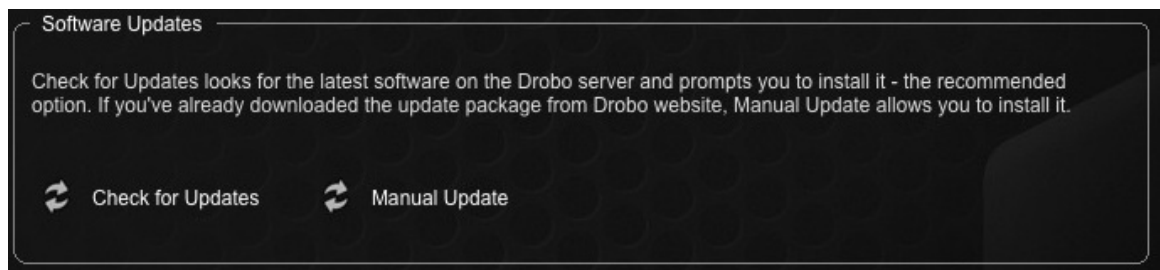 Software Updates
Check for Updates looks for the latest software on the Drobo server and prompts you to install it - the recommended
option. If you've already downloaded the update package from Drobo website, Manual Update allows you to install it.
Check for Updates Manual Update